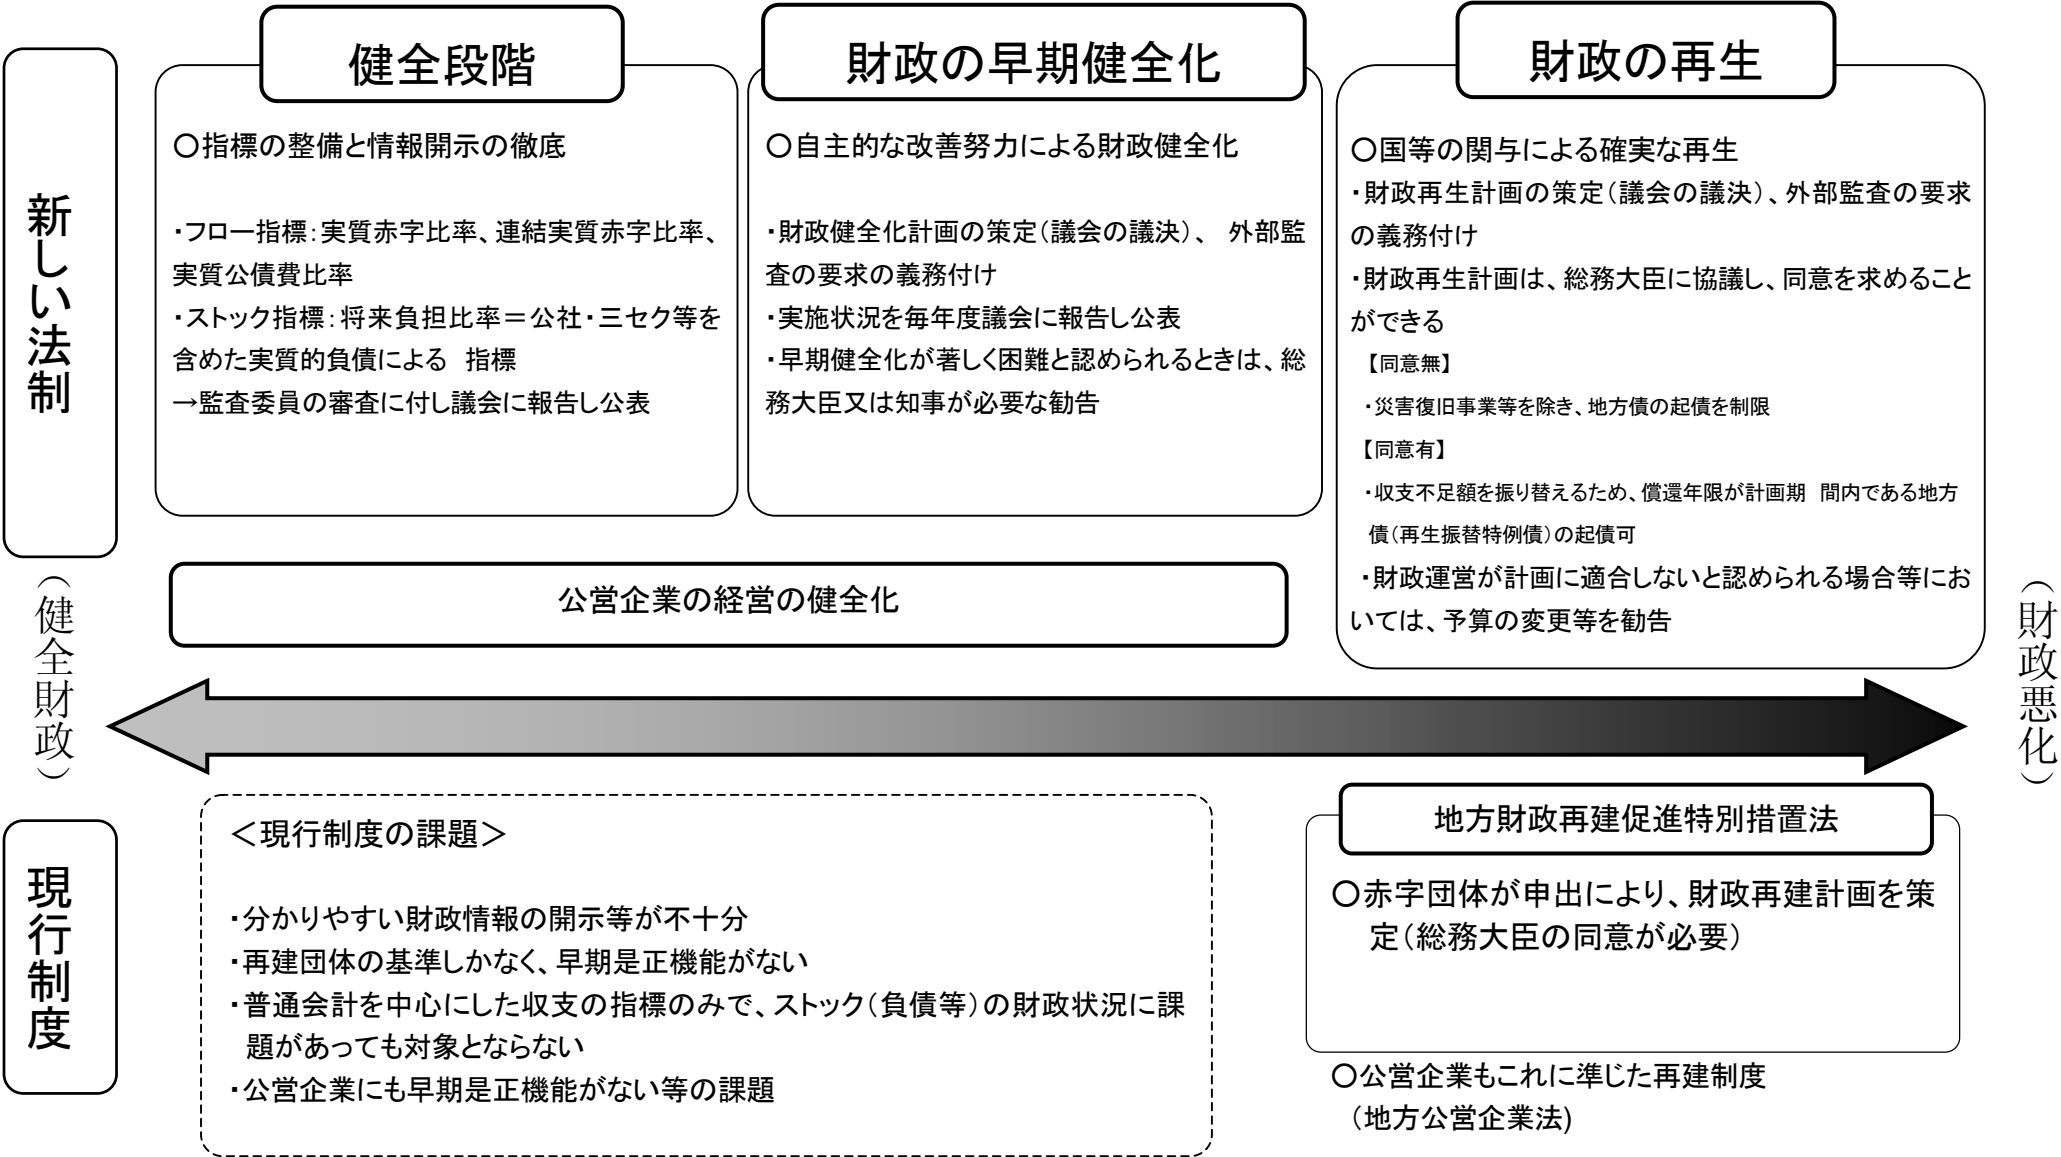 新しい法制
健全段階
〇指標の整備と情報開示の徹底
・フロー指標：実質赤字比率、連結実質赤字比率、
実質公債費比率
・ストック指標：将来負担比率＝公社・三セク等を
含めた実質的負債による　指標
→監査委員の審査に付し議会に報告し公表
財政の早期健全化
〇自主的な改善努力による財政健全化
・財政健全化計画の策定（議会の議決）、　外部監
査の要求の義務付け
・実施状況を毎年度議会に報告し公表
・早期健全化が著しく困難と認められるときは、総
務大臣又は知事が必要な勧告
財政の再生
〇国等の関与による確実な再生
・財政再生計画の策定（議会の議決）、外部監査の要求
の義務付け
・財政再生計画は、総務大臣に協議し、同意を求めること
ができる
【同意無】
・災害復旧事業等を除き、地方債の起債を制限
【同意有】
・収支不足額を振り替えるため、償還年限が計画期　間内である地方
債（再生振替特例債）の起債可
・財政運営が計画に適合しないと認められる場合等にお
いては、予算の変更等を勧告
公営企業の経営の健全化
（健全財政）
（財政悪化）
現行制度
＜現行制度の課題＞
・分かりやすい財政情報の開示等が不十分
・再建団体の基準しかなく、早期是正機能がない
・普通会計を中心にした収支の指標のみで、ストック（負債等）の財政状況に課
題があっても対象とならない
・公営企業にも早期是正機能がない等の課題
地方財政再建促進特別措置法
〇赤字団体が申出により、財政再建計画を策
定（総務大臣の同意が必要）
〇公営企業もこれに準じた再建制度
（地方公営企業法)